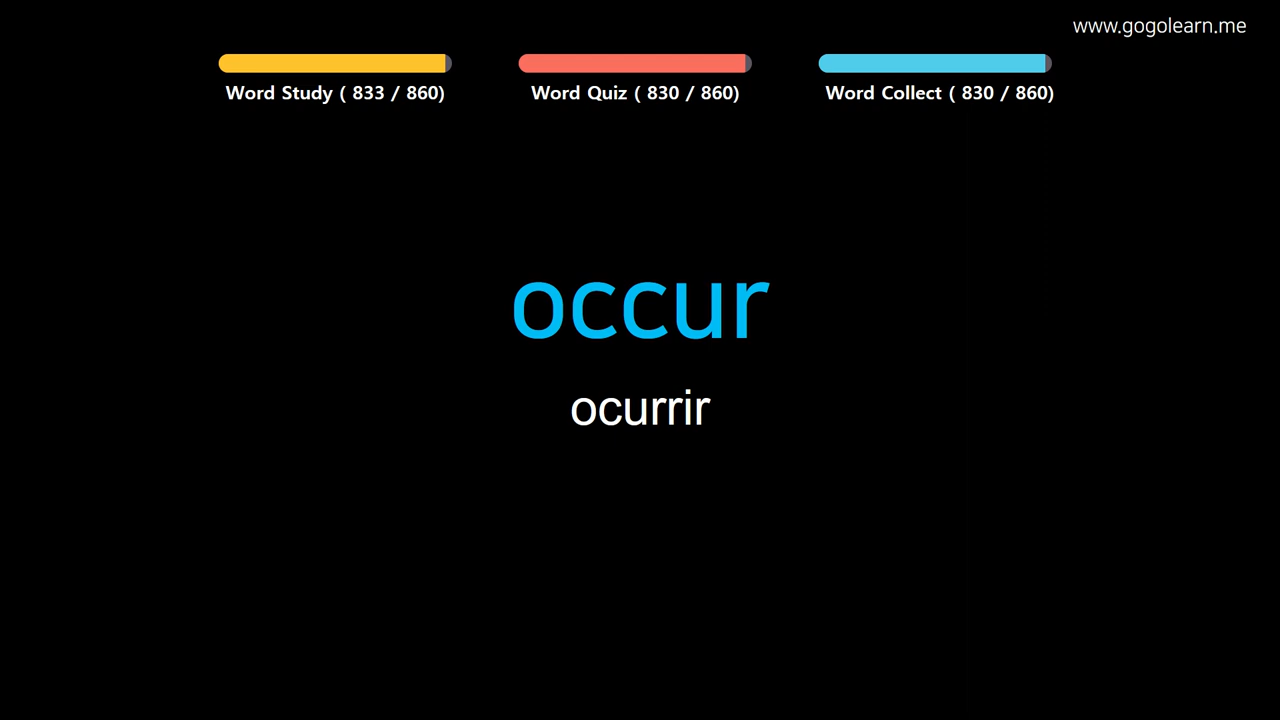 www.gogolearn.me
Word Study ( 833 / 860)
Word Quiz ( 830 / 860)
Word Collect ( 830 / 860)
occur
ocurrir